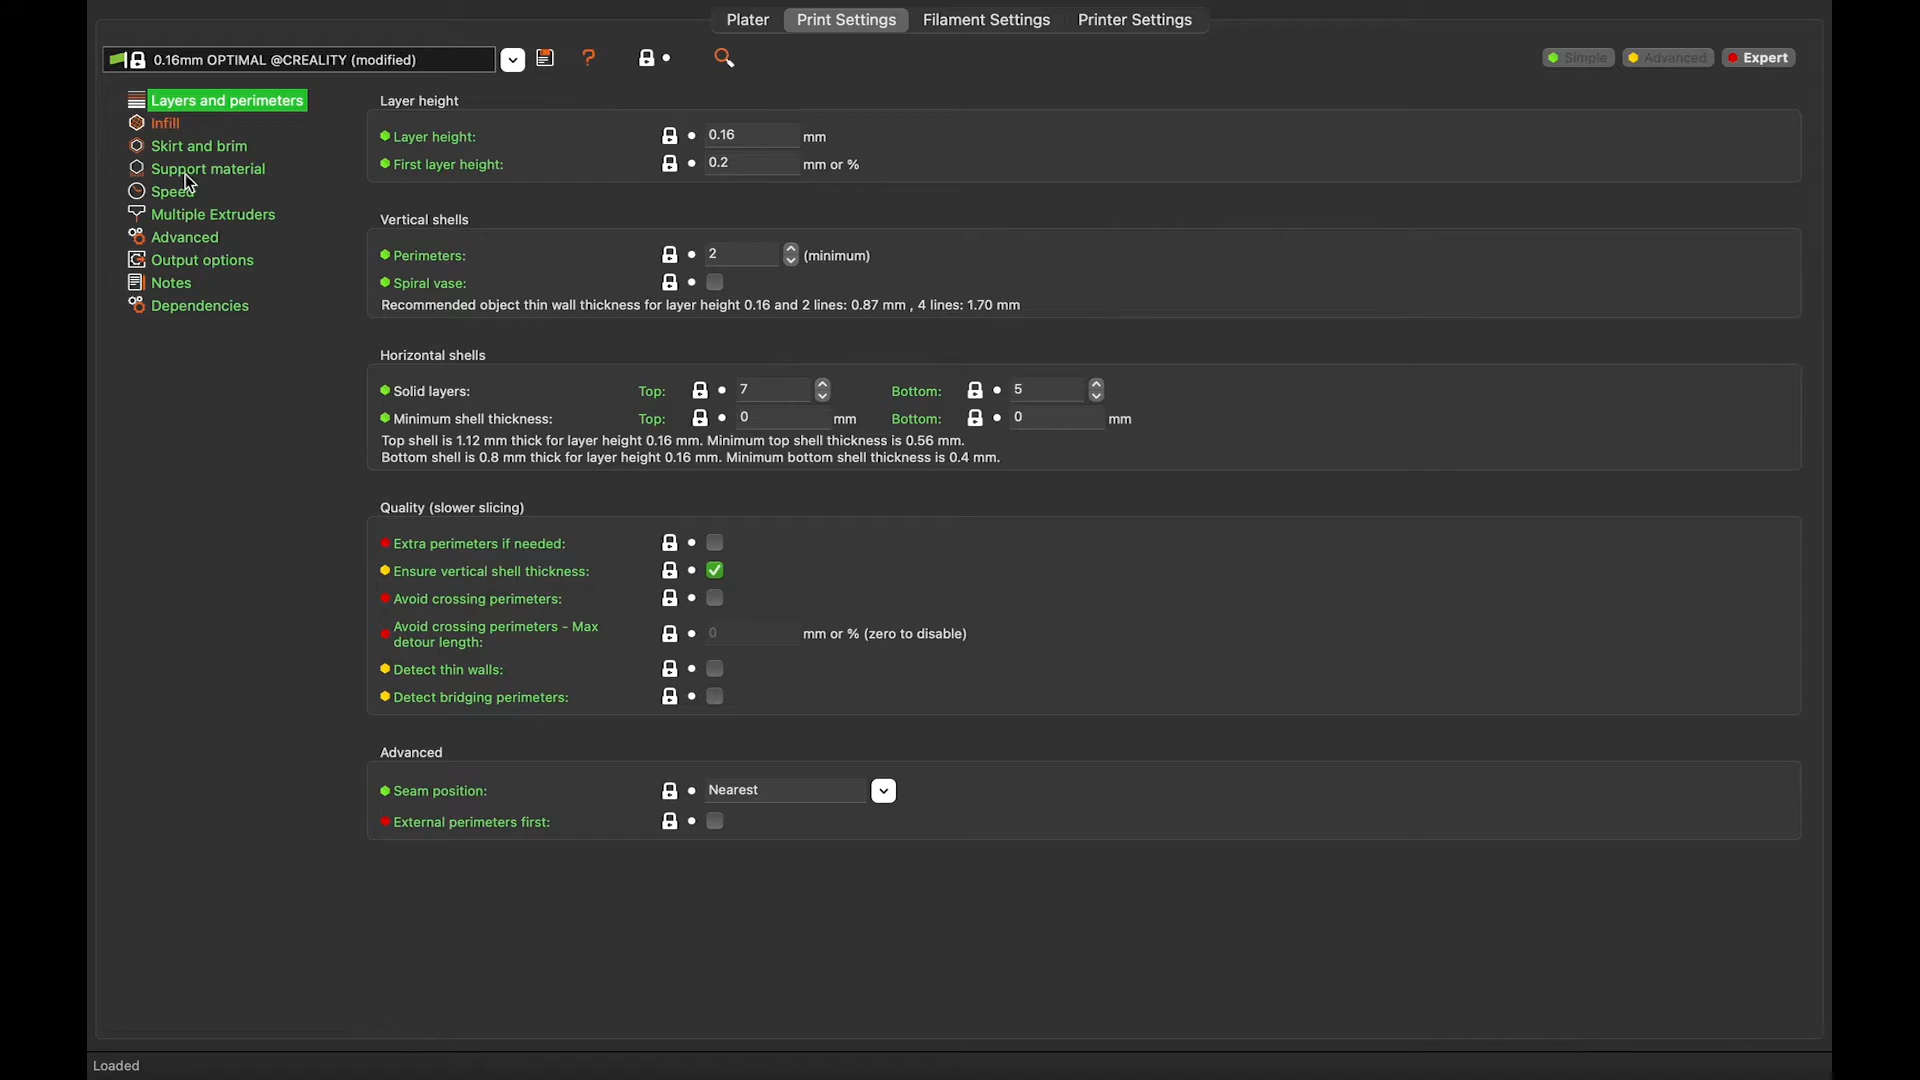 Plater Print Settings Filament Settings Printer Settings
0.16mm OPTIMAL @CREALITY (modified) ? Simple Advanced Expert
Layers and perimeters
Infill
Skirt and brim
Support material
Speed
Multiple Extruders
Advanced
Output options
Notes
Dependencies
Layer height
Layer height: 0.16 mm
First layer height: 0.2 mm or %
Vertical shells
Perimeters: 2 (minimum)
Spiral vase:
Recommended object thin wall thickness for layer height 0.16 and 2 lines: 0.87 mm , 4 lines: 1.70 mm
Horizontal shells
Solid layers: Top: 7 Bottom: 5
Minimum shell thickness: Top: 0 mm Bottom: 0 mm
Top shell is 1.12 mm thick for layer height 0.16 mm. Minimum top shell thickness is 0.56 mm.
Bottom shell is 0.8 mm thick for layer height 0.16 mm. Minimum bottom shell thickness is 0.4 mm.
Quality (slower slicing)
Extra perimeters if needed:
Ensure vertical shell thickness:
Avoid crossing perimeters:
Avoid crossing perimeters - Max
detour length: 0 mm or % (zero to disable)
Detect thin walls:
Detect bridging perimeters:
Advanced
Seam position: Nearest
External perimeters first:
Loaded